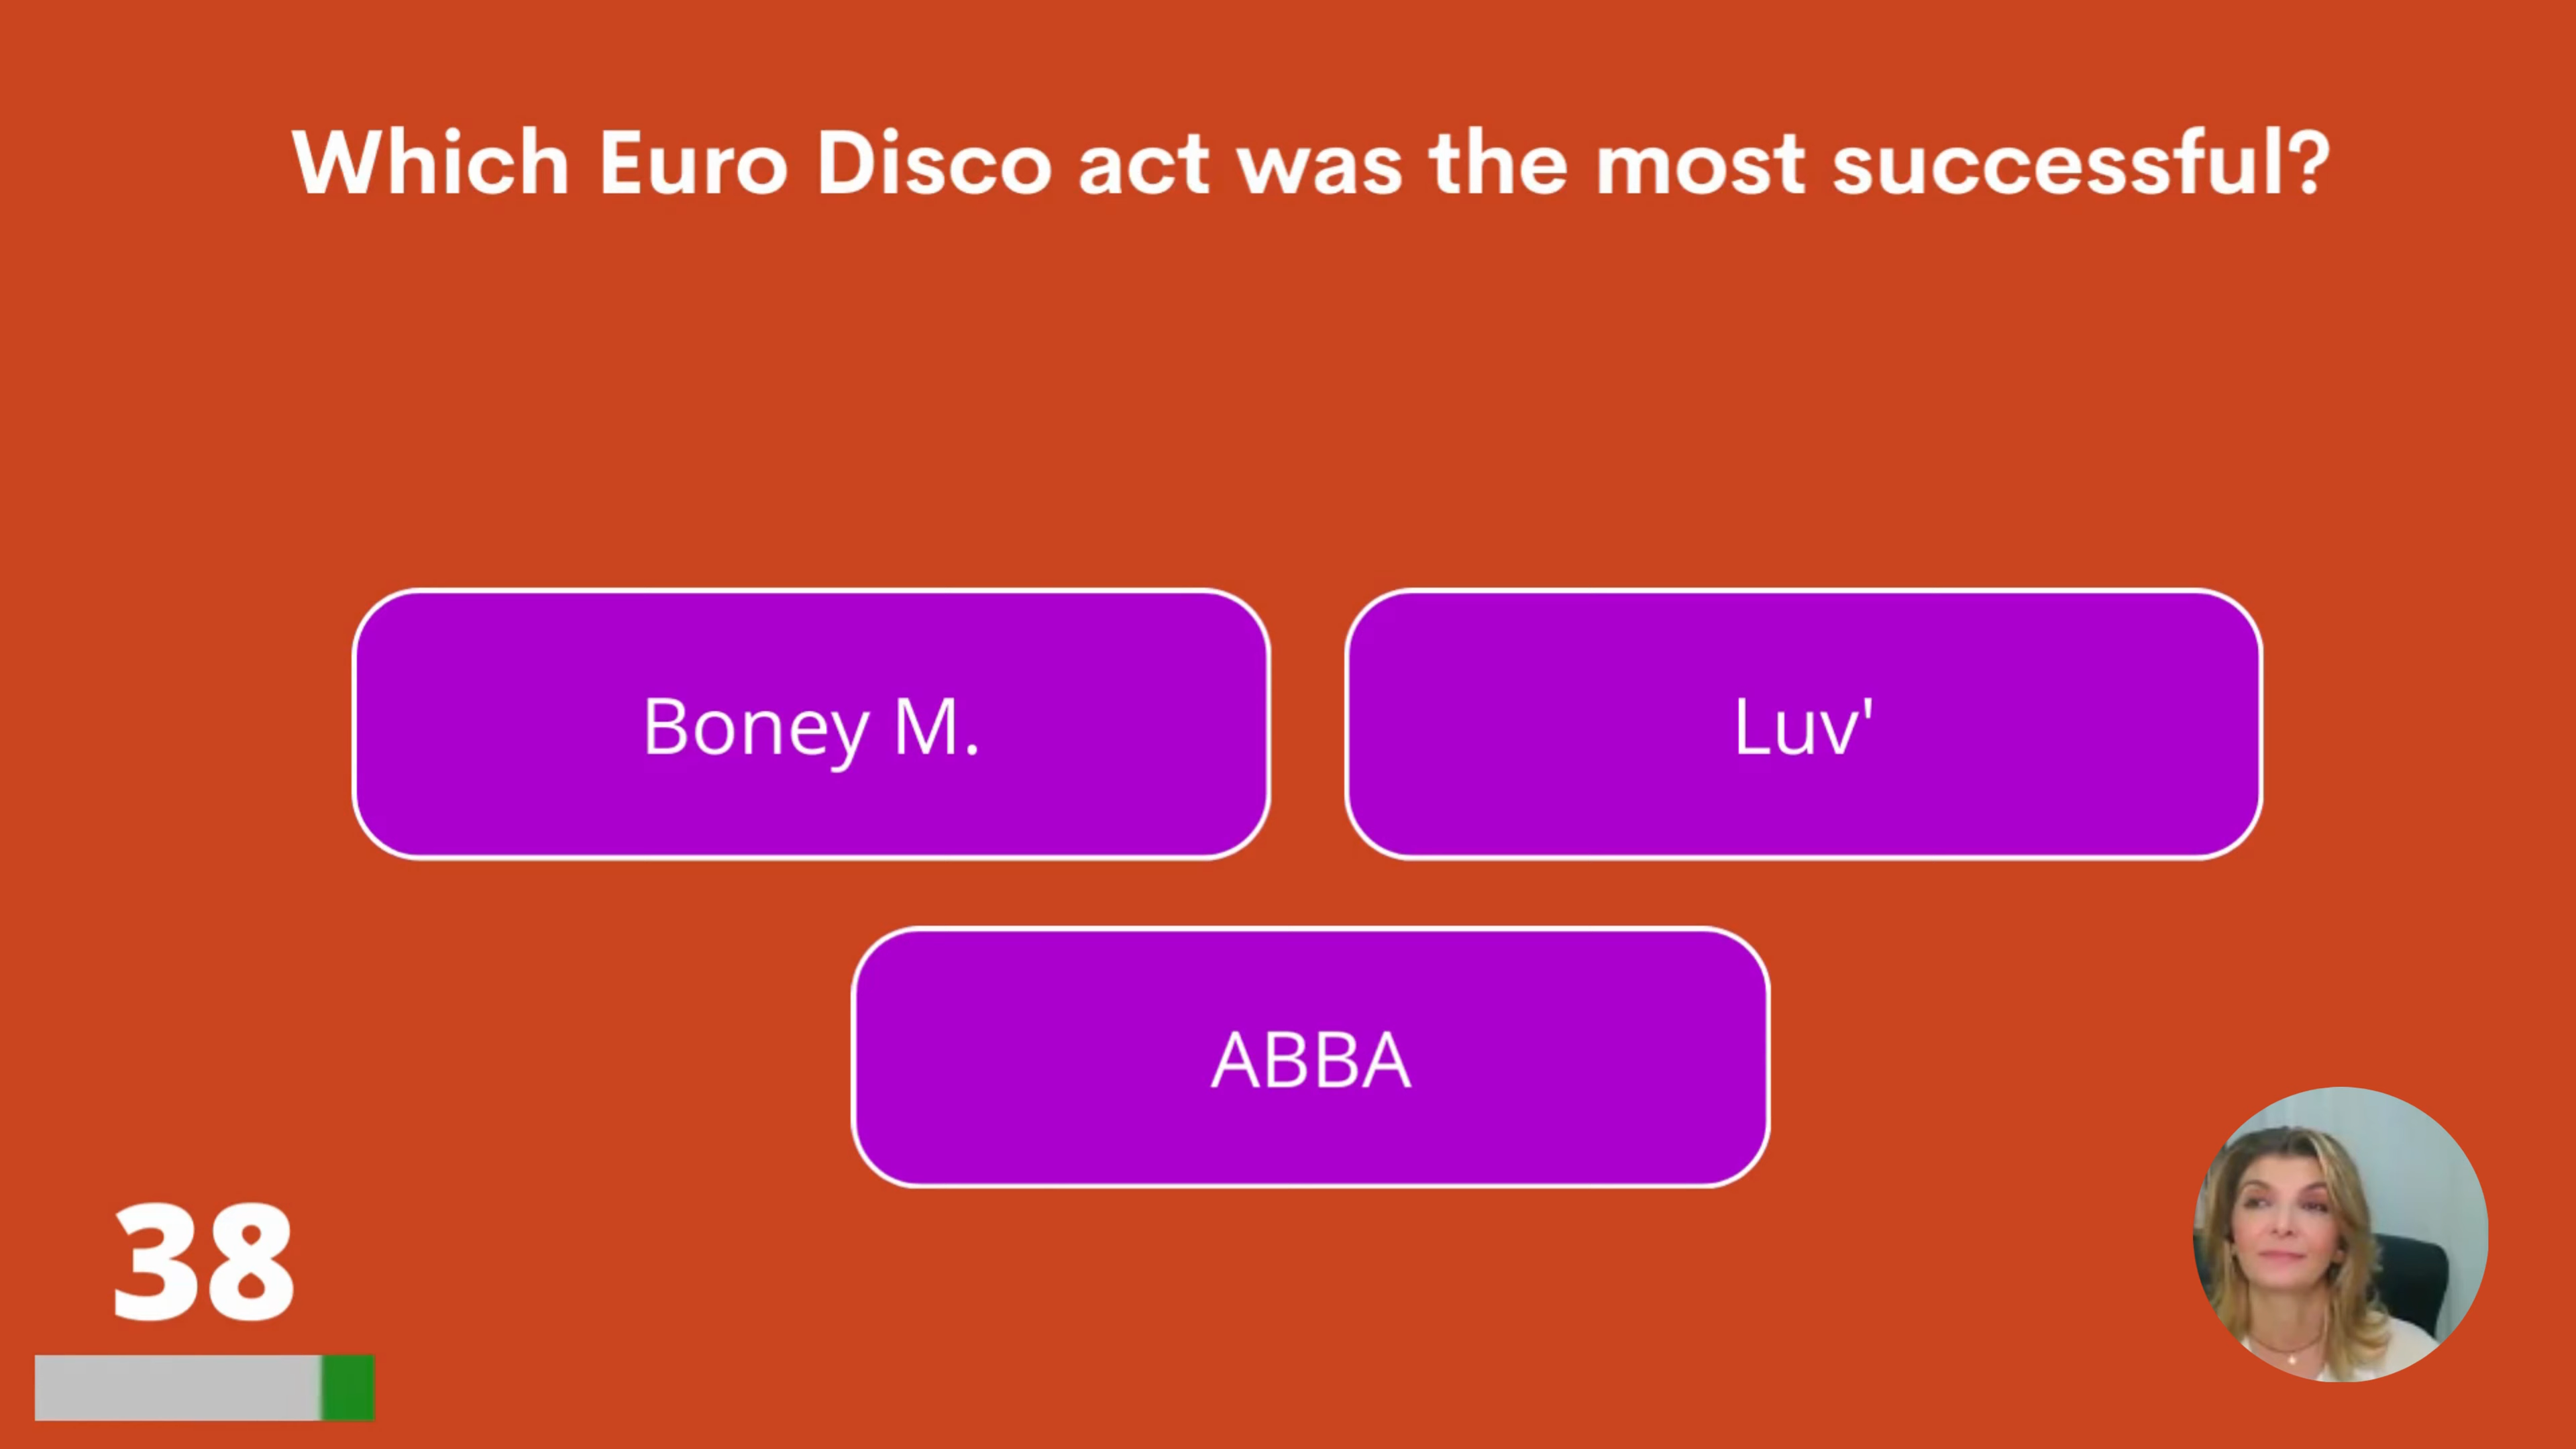 Which Euro Disco act was the most successful?
Boney M.
Luv'
ABBA
38